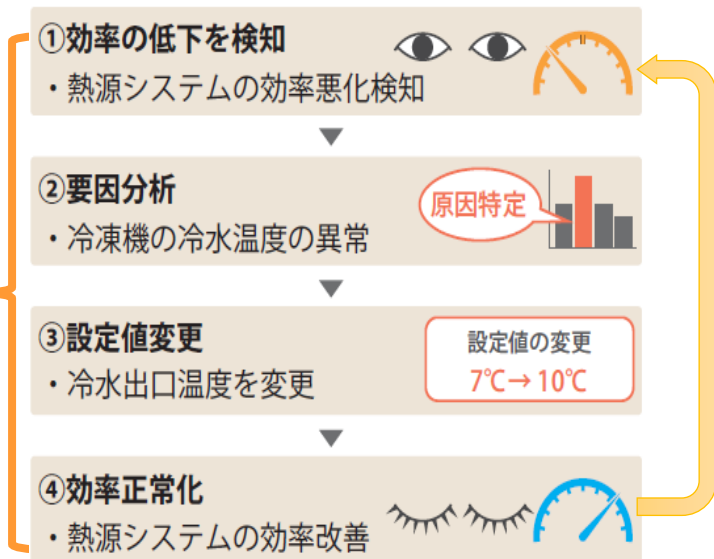 ①効率の低下を検知
・熱源システムの効率悪化検知
②要因分析
原因特定
・冷凍機の冷水温度の異常
③設定値変更
設定値の変更
・冷水出口温度を変更
7℃→10℃
④効率正常化
・熱源システムの効率改善